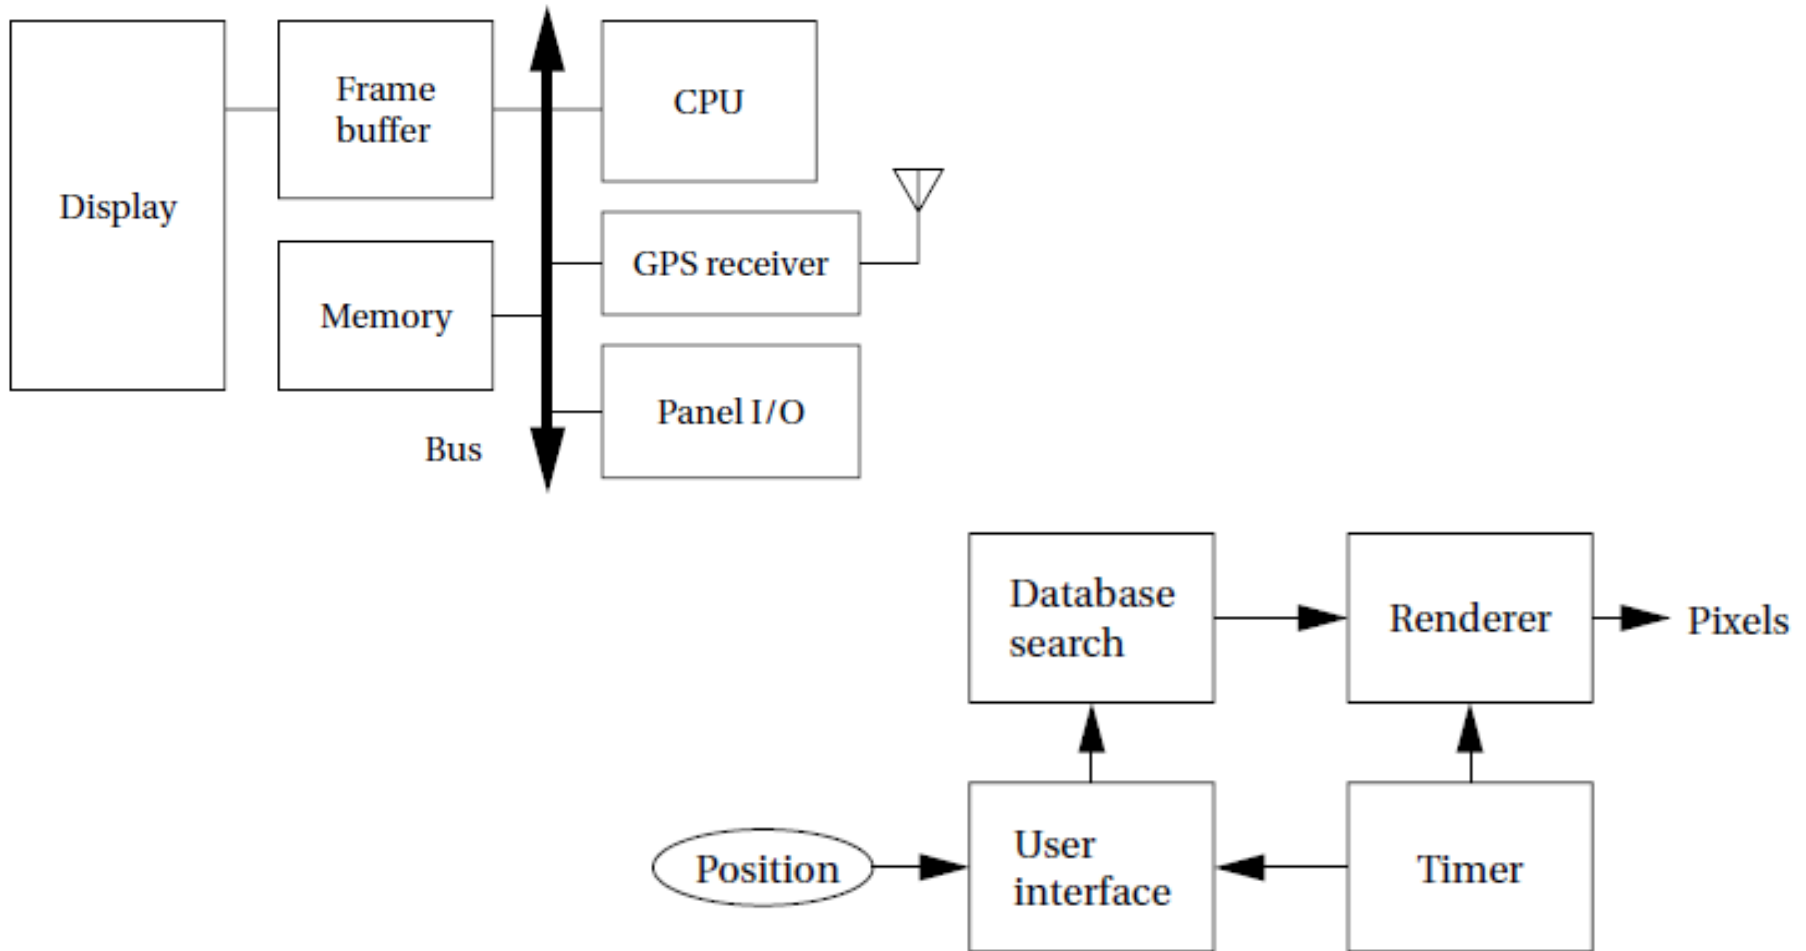 Display
Frame
buffer
CPU
GPS receiver
Memory
Panel I/O
Bus
Database
search
Renderer
Pixels
Position
User
interface
Timer